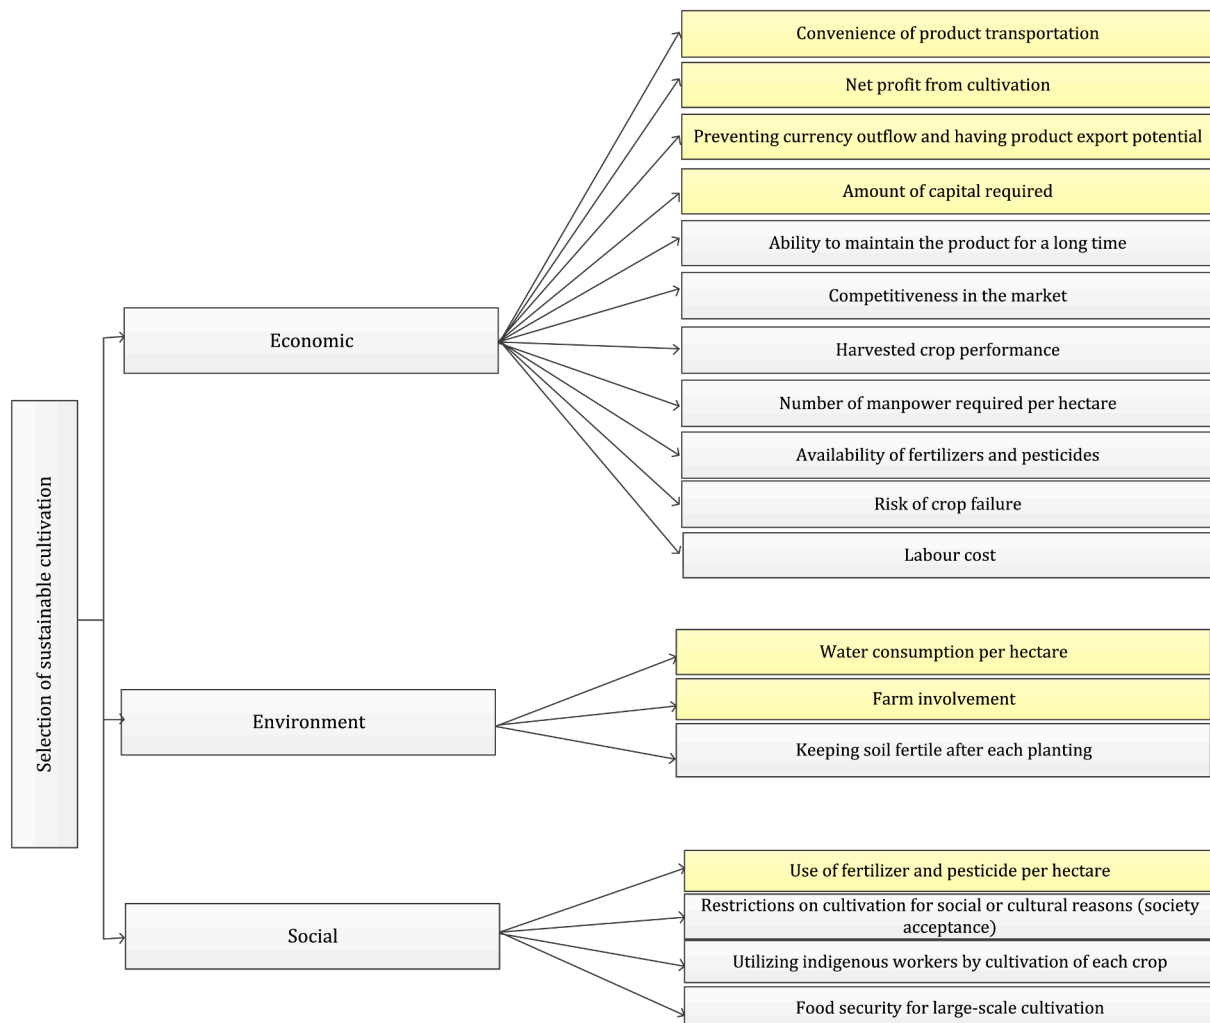 Convenience of product transportation
Net profit from cultivation
Preventing currency outflow and having product export potential
Amount of capital required
Ability to maintain the product for a long time
Competitiveness in the market
Economic
Harvested crop performance
Number of manpower required per hectare
Availability of fertilizers and pesticides
Risk of crop failure
Labour cost
Selection of sustainable cultivation
Water consumption per hectare
Farm involvement
Environment
Keeping soil fertile after each planting
Use of fertilizer and pesticide per hectare
Restrictions on cultivation for social or cultural reasons (society
acceptance)
Social
Utilizing indigenous workers by cultivation of each crop
Food security for large-scale cultivation